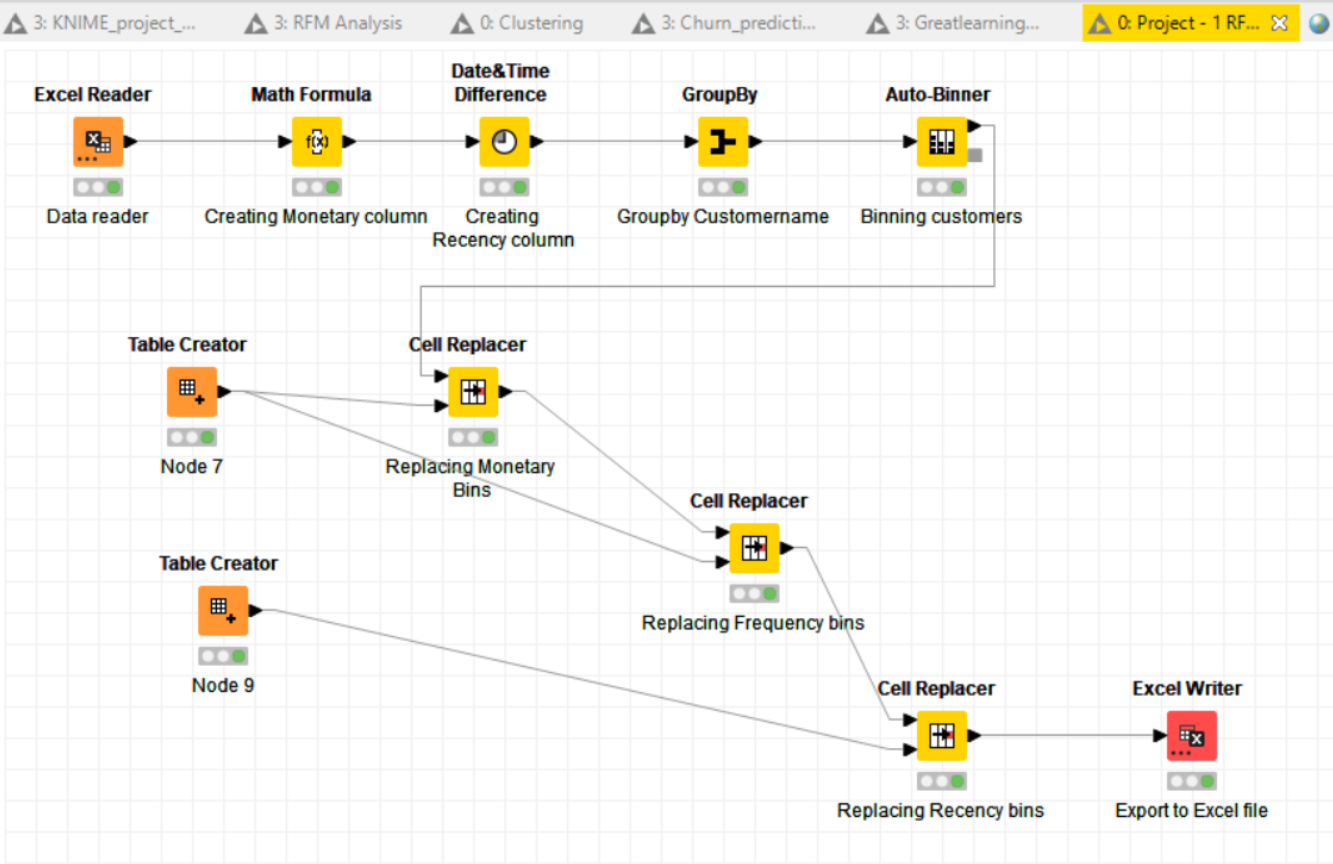 3: KNIME_project_...
3: RFM Analysis
0: Clustering
3: Churn_predicti...
3: Greatlearning...
0: Project - 1 RF...
Excel Reader
Data reader
Math Formula
f(x)
Creating Monetary column
Date&Time
Difference
Creating
Recency column
GroupBy
Groupby Customername
Auto-Binner
Binning customers
Table Creator
Node 7
Cell Replacer
Replacing Monetary
Bins
Cell Replacer
Replacing Frequency bins
Table Creator
Node 9
Cell Replacer
Replacing Recency bins
Excel Writer
Export to Excel file